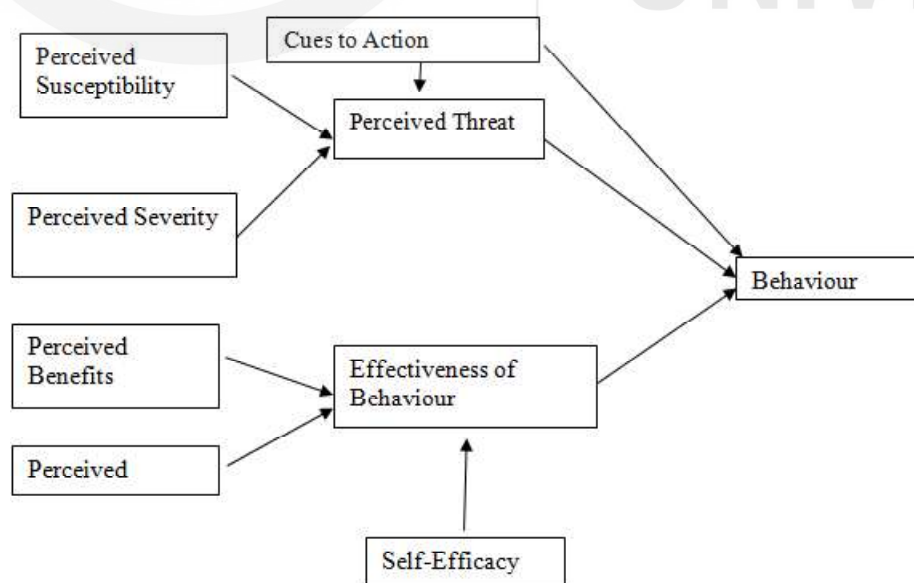 Cues to Action
Perceived
Susceptibility
Perceived Threat
Perceived Severity
Behaviour
Perceived
Benefits
Effectiveness of
Behaviour
Perceived
Self-Efficacy